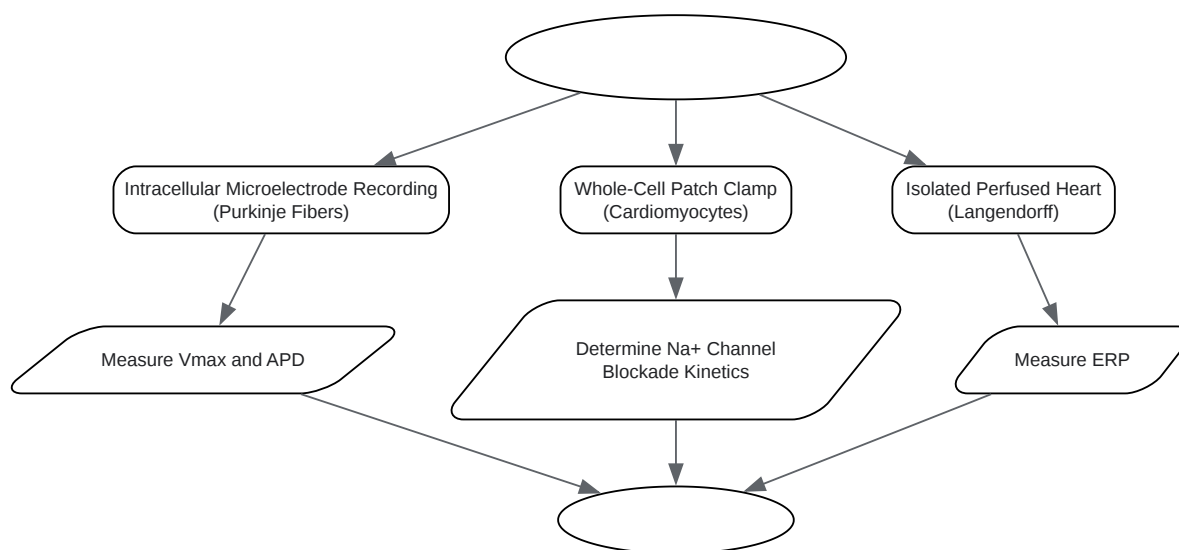 Intracellular Microelectrode Recording
(Purkinje Fibers)
Whole-Cell Patch Clamp
(Cardiomyocytes)
Isolated Perfused Heart
(Langendorff)
Measure Vmax and APD
Determine Na+ Channel
Blockade Kinetics
Measure ERP